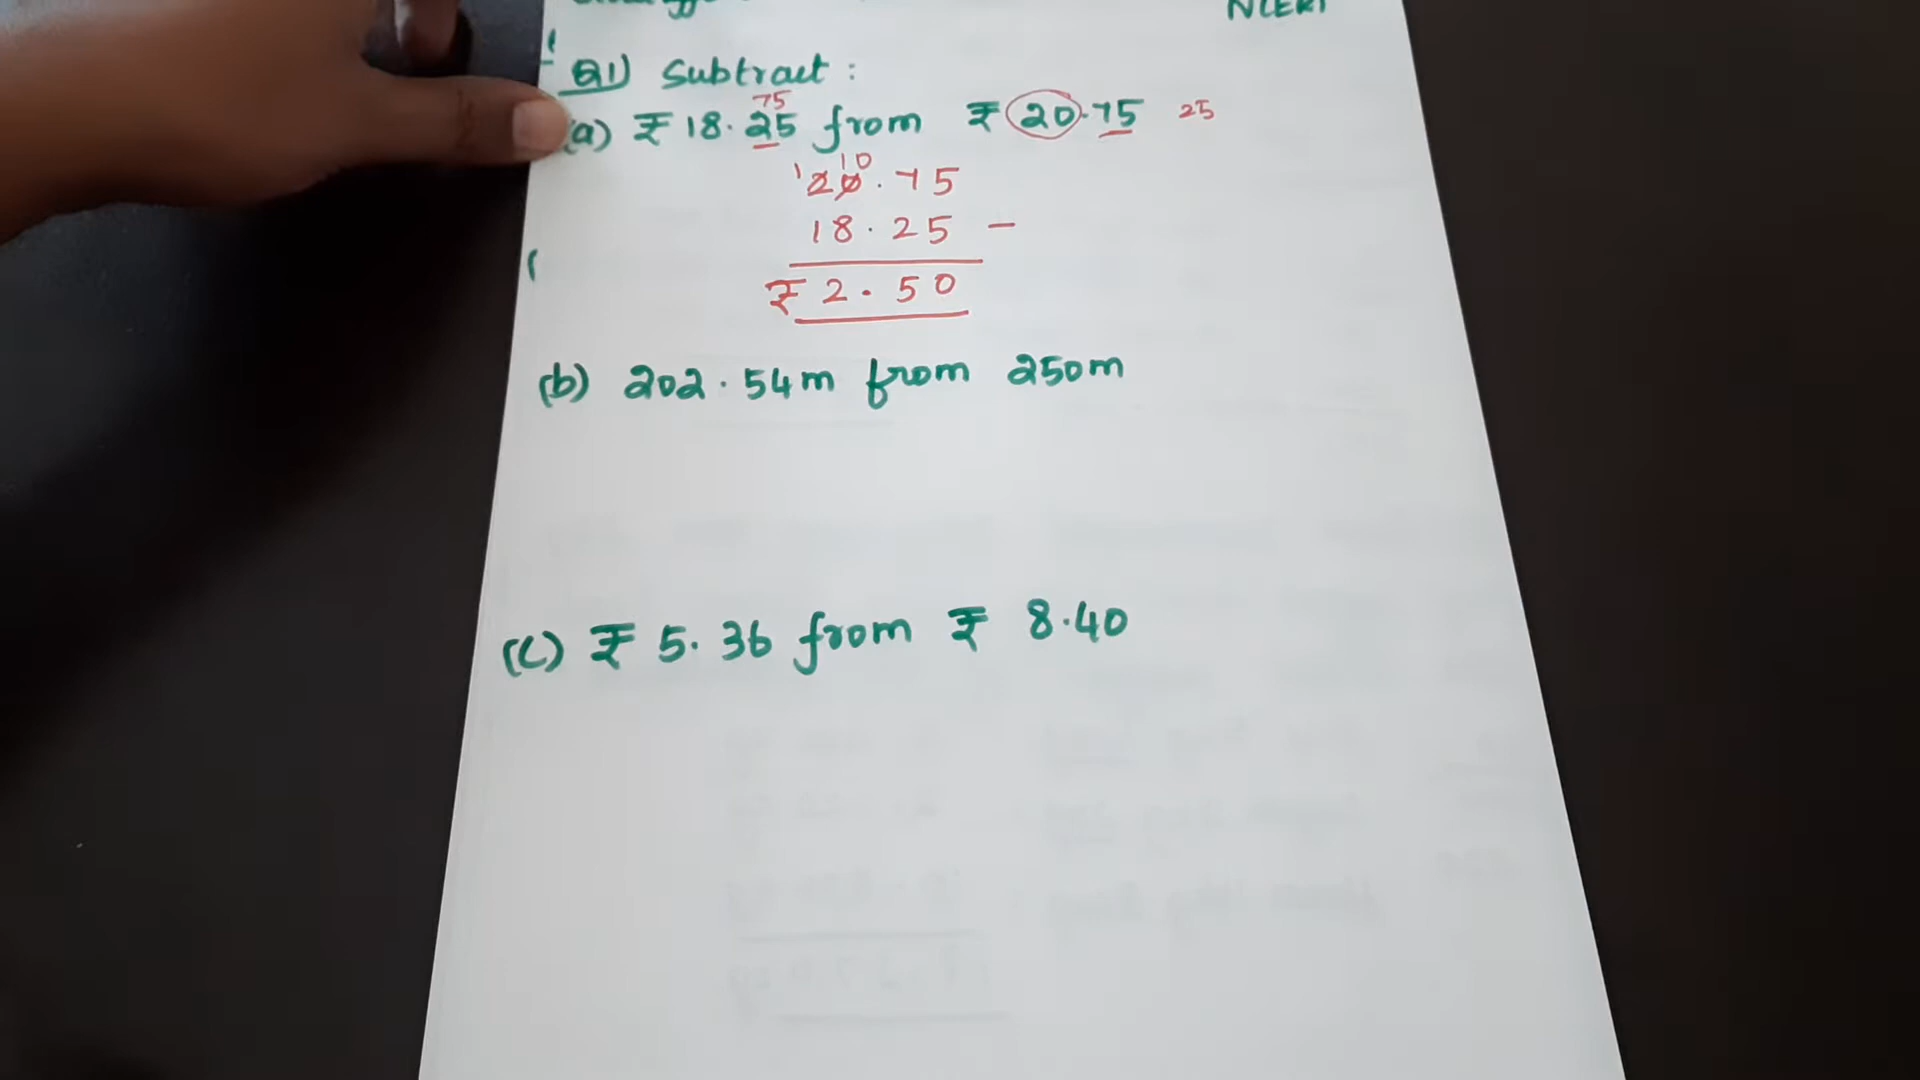 NCERT
Q1) Subtract :
75
(a) ₹ 18.25 from ₹ 20.75 25
1 10
20.75
18.25 -
₹ 2.50
(b) 202.54m from 250m
(c) ₹ 5.36 from ₹ 8.40